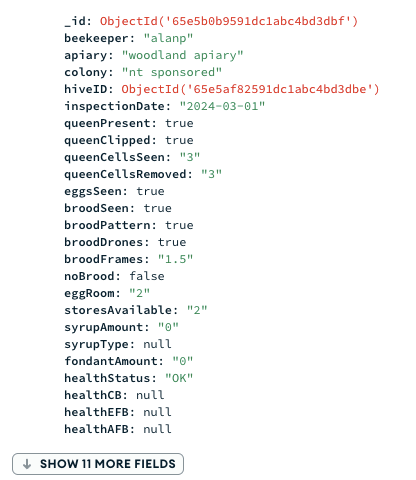 _id: ObjectId('65e5b0b9591dc1abc4bd3dbf')
beekeeper: "alanp"
apiary: "woodland apiary"
colony: "nt sponsored"
hiveID: ObjectId('65e5af82591dc1abc4bd3dbe')
inspectionDate: "2024-03-01"
queenPresent: true
queenClipped: true
queenCellsSeen: "3"
queenCellsRemoved: "3"
eggsSeen: true
broodSeen: true
broodPattern: true
broodDrones: true
broodFrames: "1.5"
noBrood: false
eggRoom: "2"
storesAvailable: "2"
syrupAmount: "0"
syrupType: null
fondantAmount: "0"
healthStatus: "OK"
healthCB: null
healthEFB: null
healthAFB: null
SHOW 11 MORE FIELDS